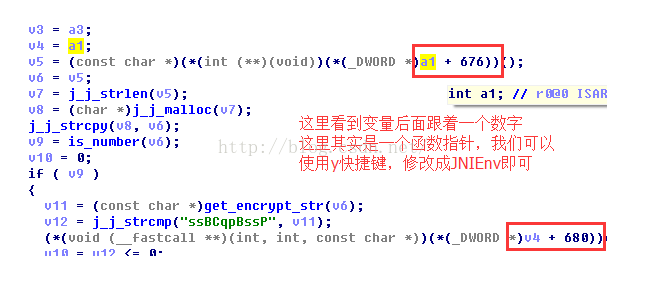 v3 = a3;
v4 = a1;
v5 = (const char *)(*(int (**)(void))(*(_DWORD *)a1 + 676))();
v6 = v5;
int a1; // r0@0 ISAR
v7 = j_j_strlen(v5);
v8 = (char *)j_j_malloc(v7);
j_j_strcpy(v8, v6);
v9 = is_number(v6);
v10 = 0;
if ( v9 )
{
这里看到变量后面跟着一个数字
这里其实是一个函数指针，我们可以
使用y快捷键，修改成JNIEnv即可
v11 = (const char *)get_encrypt_str(v6);
v12 = j_j_strcmp("ssBCqpBssP", v11);
(*(void (__fastcall **)(int, int, const char *))(*(_DWORD *)v4 + 680))(
v10 = v12 <= 0;